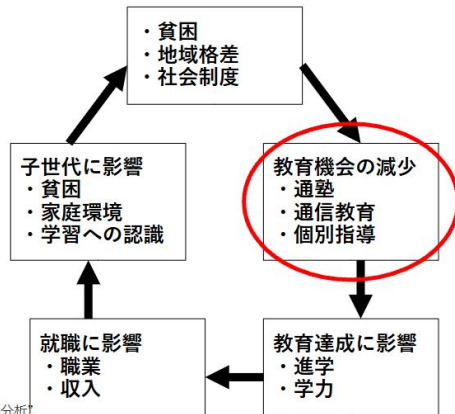 ・貧困
・地域格差
・社会制度
教育機会の減少
・通塾
・通信教育
・個別指導
教育達成に影響
・進学
・学力
就職に影響
・職業
・収入
子世代に影響
・貧困
・家庭環境
・学習への認識
分析”